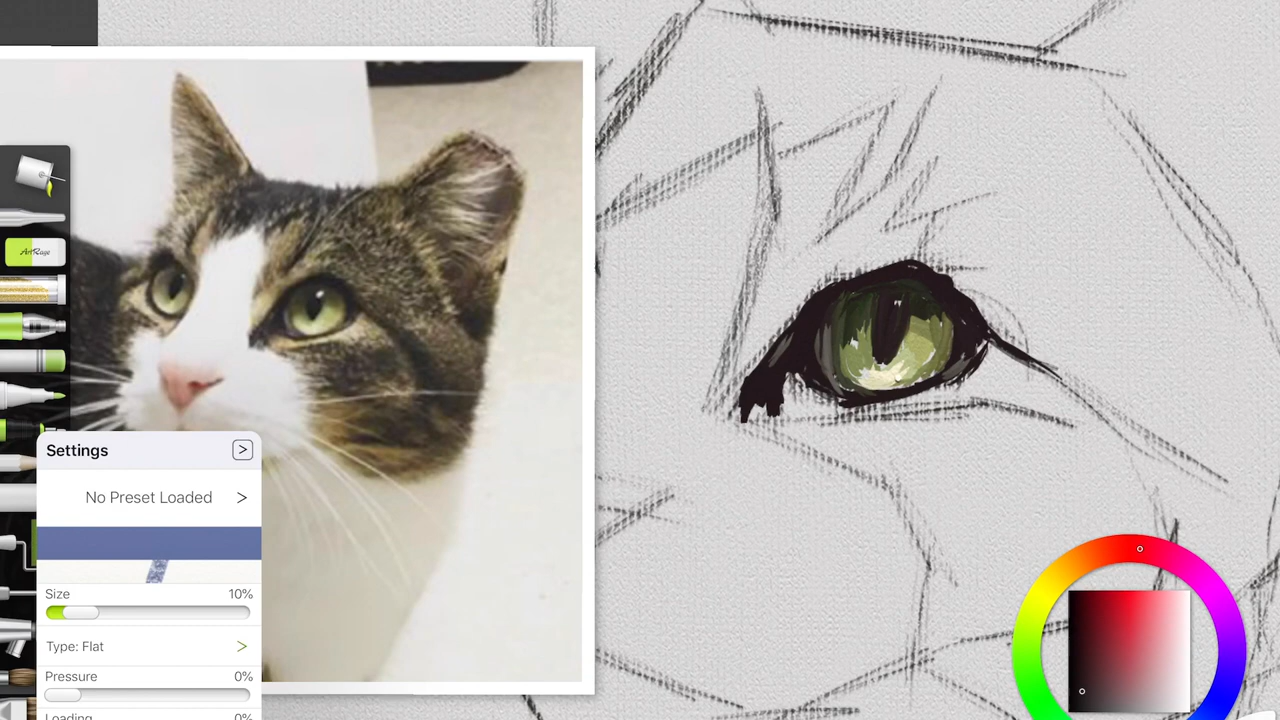 ArtRage
Settings
>
No Preset Loaded >
Size 10%
Type: Flat >
Pressure 0%
Loading 0%